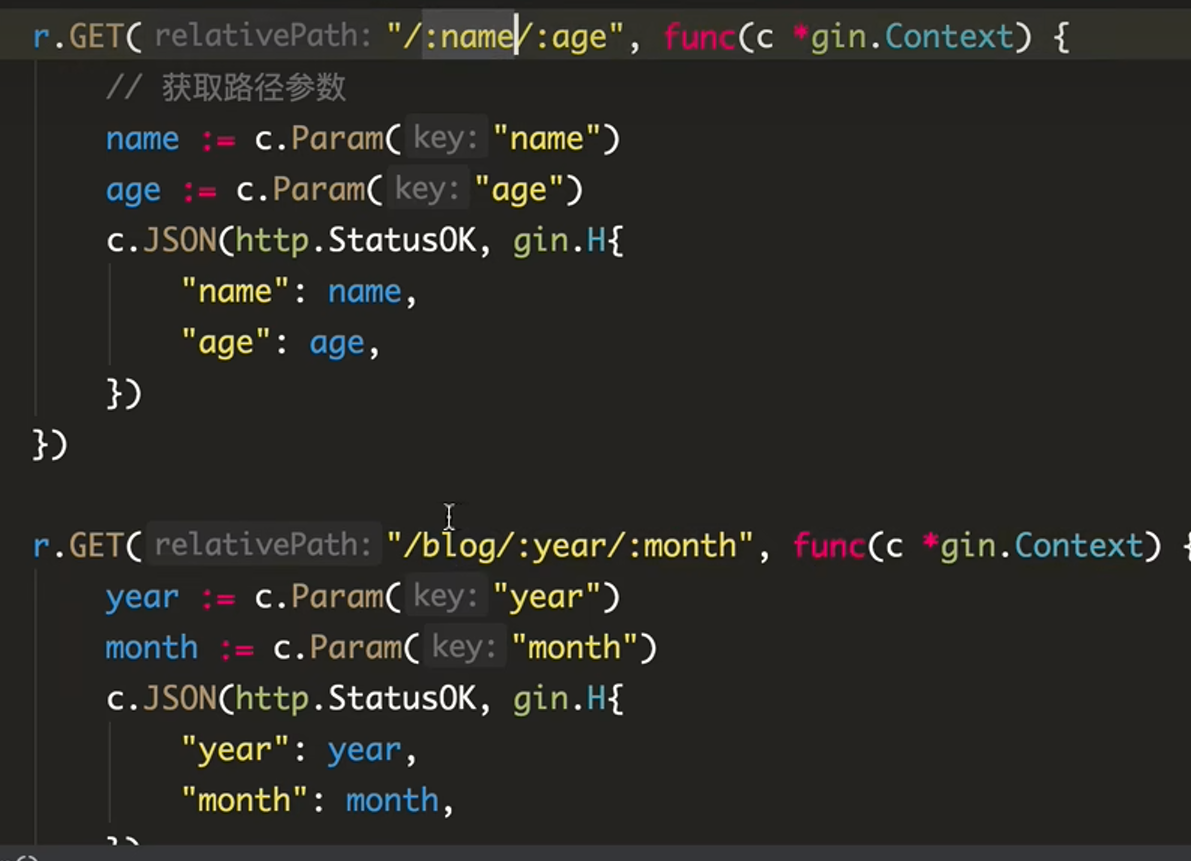 r.GET( relativePath: "/:name/:age", func(c *gin.Context) {
// 获取路径参数
name := c.Param( key: "name")
age := c.Param( key: "age")
c.JSON(http.StatusOK, gin.H{
"name": name,
"age": age,
})
})
r.GET( relativePath: "/blog/:year/:month", func(c *gin.Context) {
year := c.Param( key: "year")
month := c.Param( key: "month")
c.JSON(http.StatusOK, gin.H{
"year": year,
"month": month,
})